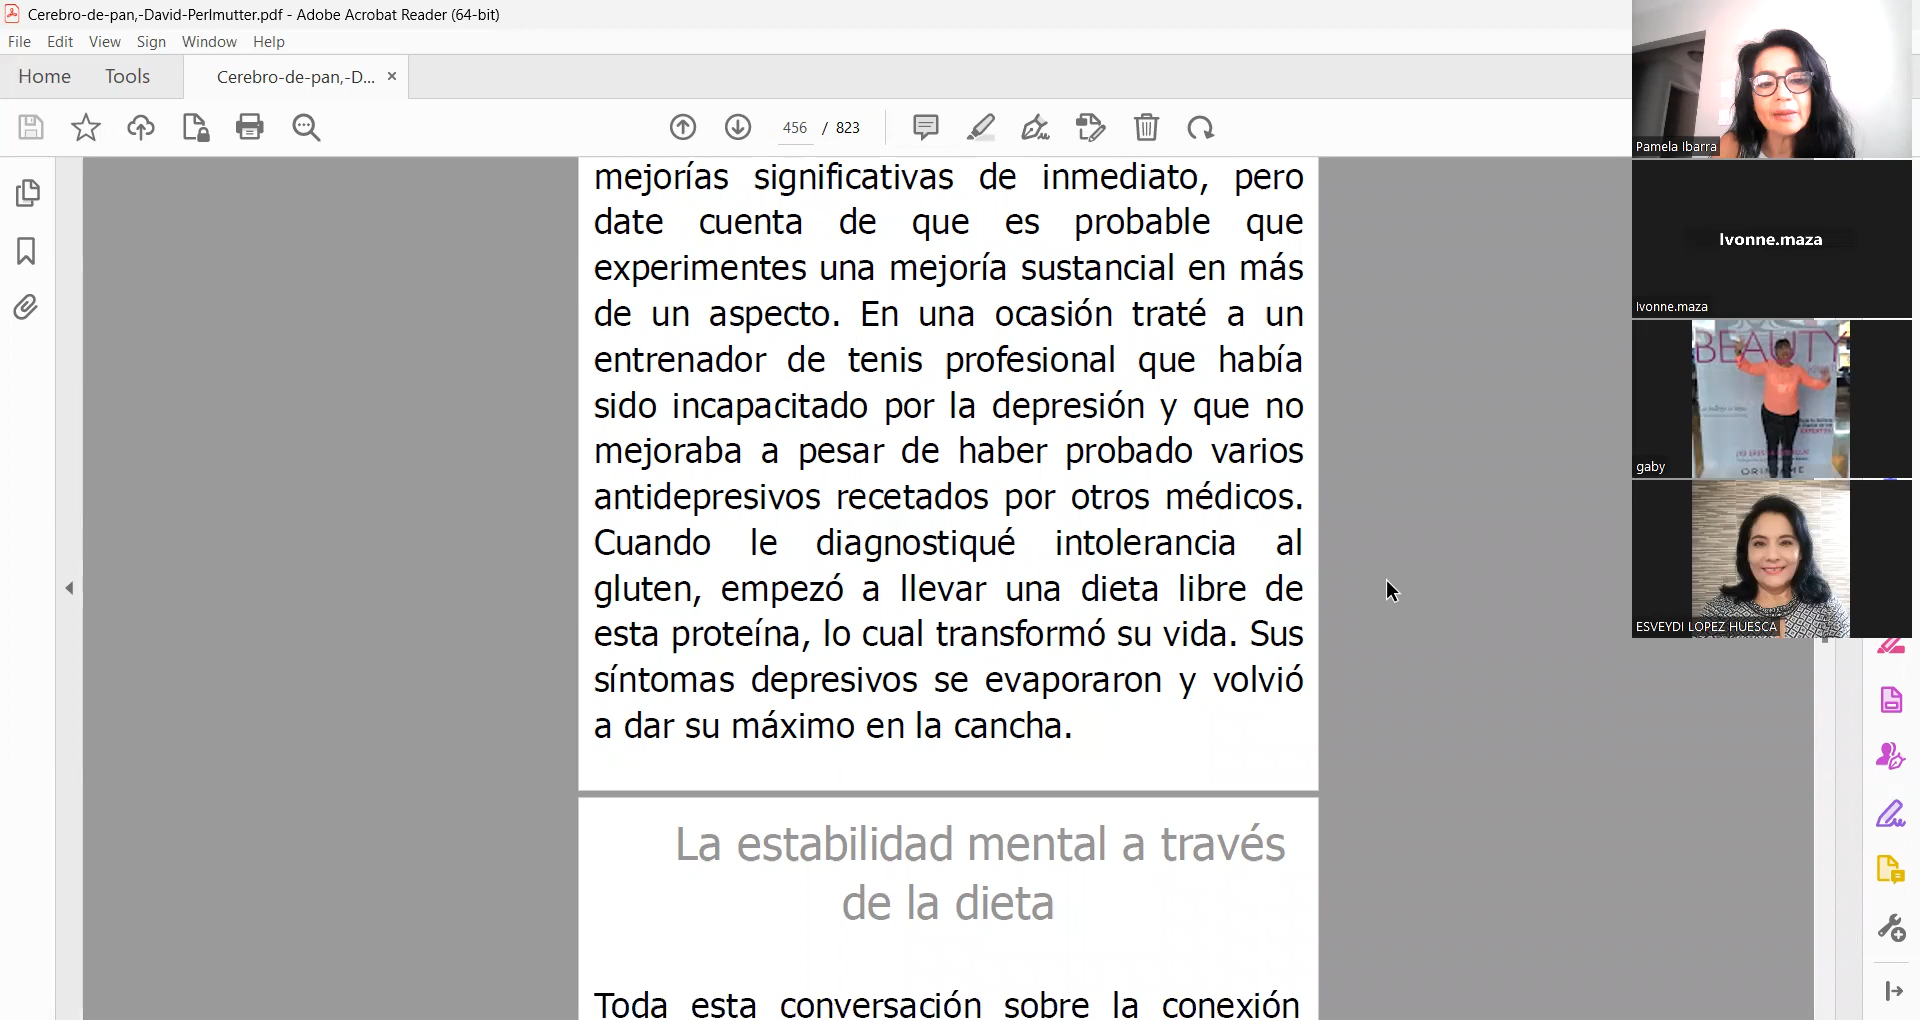 Cerebro-de-pan,-David-Perlmutter.pdf - Adobe Acrobat Reader (64-bit)
File Edit View Sign Window Help
Home Tools Cerebro-de-pan,-D... ×
456 / 823
mejorías significativas de inmediato, pero
date cuenta de que es probable que
experimentes una mejoría sustancial en más
de un aspecto. En una ocasión traté a un
entrenador de tenis profesional que había
sido incapacitado por la depresión y que no
mejoraba a pesar de haber probado varios
antidepresivos recetados por otros médicos.
Cuando le diagnostiqué intolerancia al
gluten, empezó a llevar una dieta libre de
esta proteína, lo cual transformó su vida. Sus
síntomas depresivos se evaporaron y volvió
a dar su máximo en la cancha.
La estabilidad mental a través
de la dieta
Toda esta conversación sobre la conexión
Pamela Ibarra
Ivonne.maza
Ivonne.maza
BEAUTY
gaby
ESVEYDI LOPEZ HUESCA